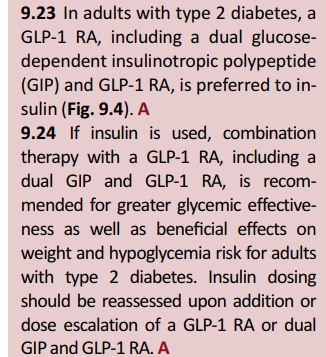 9.23 In adults with type 2 diabetes, a
GLP-1 RA, including a dual glucose-
dependent insulinotropic polypeptide
(GIP) and GLP-1 RA, is preferred to in-
sulin (Fig. 9.4). A
9.24 If insulin is used, combination
therapy with a GLP-1 RA, including a
dual GIP and GLP-1 RA, is recom-
mended for greater glycemic effective-
ness as well as beneficial effects on
weight and hypoglycemia risk for adults
with type 2 diabetes. Insulin dosing
should be reassessed upon addition or
dose escalation of a GLP-1 RA or dual
GIP and GLP-1 RA. A